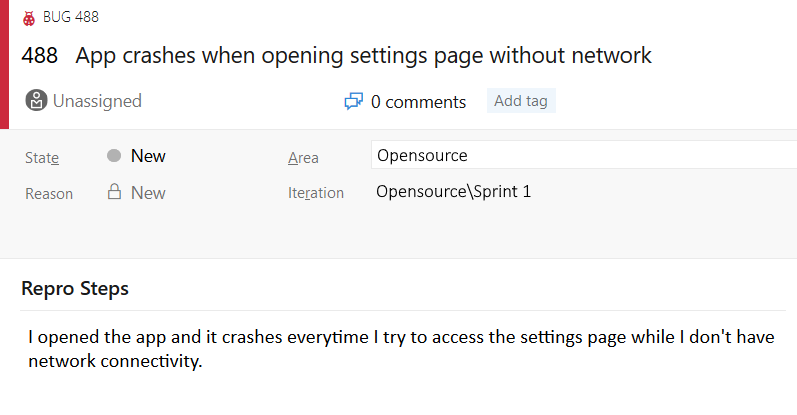 BUG 488
488 App crashes when opening settings page without network
Unassigned
0 comments
Add tag
State
New
Area
Opensource
Reason
New
Iteration
Opensource\Sprint 1
Repro Steps
I opened the app and it crashes everytime I try to access the settings page while I don't have
network connectivity.